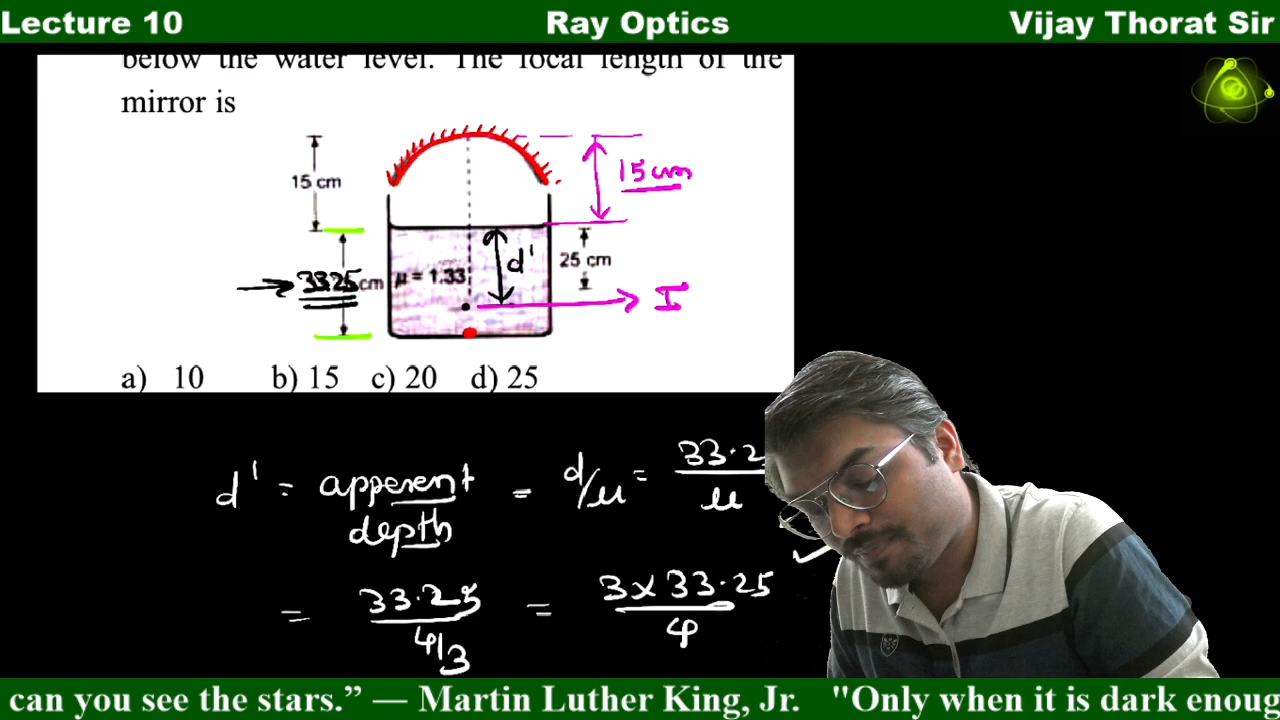 Lecture 10
Ray Optics
Vijay Thorat Sir
below the water level. The focal length of the
mirror is
15 cm
15 cm
33.25 cm
μ = 1.33
d'
25 cm
I
a) 10 b) 15 c) 20 d) 25
d' = apperent depth = d/μ = 33.2
μ
= 33.25 / 4/3 = 3 x 33.25 / 4
can you see the stars.” — Martin Luther King, Jr. "Only when it is dark enoug